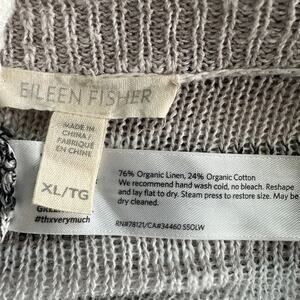 EILEEN FISHER
MADE IN
CHINA /
FABRIQUÉ
EN CHINE
XL/TG
76% Organic Linen, 24% Organic Cotton
We recommend hand wash cold, no bleach. Reshape
and lay flat to dry. Steam press to restore size. May be
dry cleaned.
#thxverymuch
RN#78121/CA#34460 S5OLW